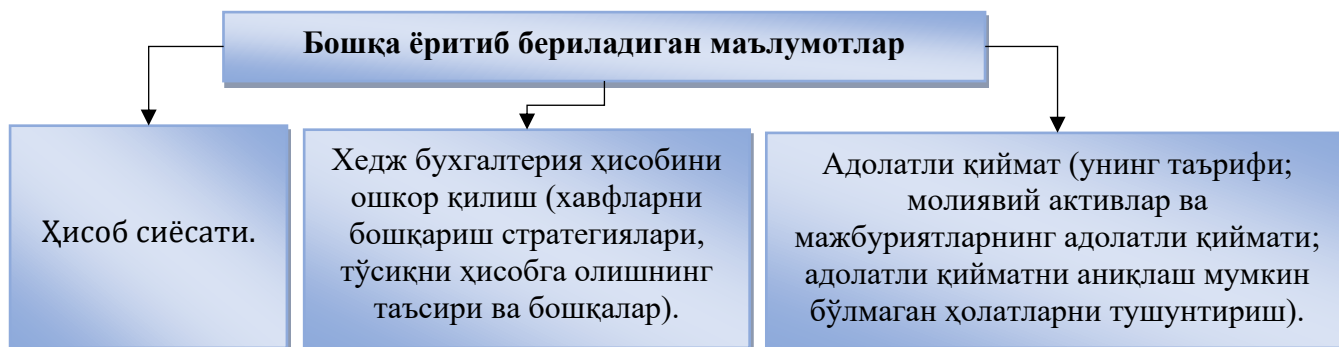 Бошқа ёритиб бериладиган маълумотлар
Ҳисоб сиёсати.
Хедж бухгалтерия ҳисобини
ошкор қилиш (хавфларни
бошқариш стратегиялари,
тўсиқни ҳисобга олишнинг
таъсири ва бошқалар).
Адолатли қиймат (унинг таърифи;
молиявий активлар ва
мажбуриятларнинг адолатли қиймати;
адолатли қийматни аниқлаш мумкин
бўлмаган ҳолатларни тушунтириш).